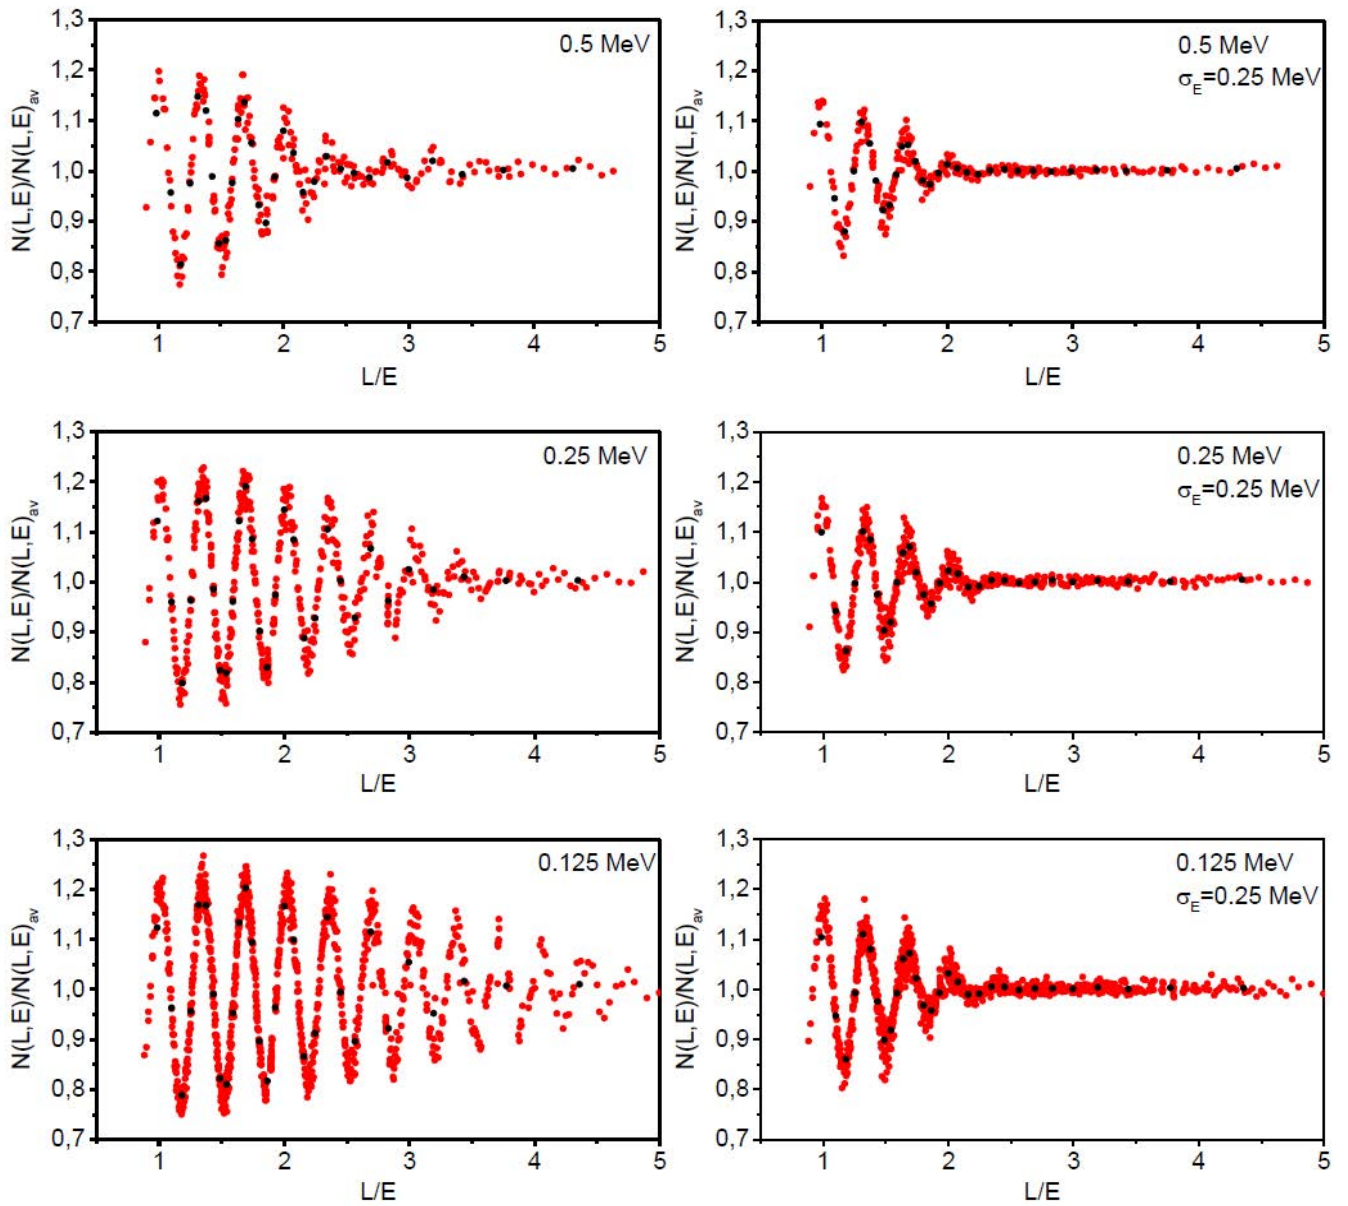 1,3
0.5 MeV
1,2
1,1
1,0
0,9
0,8
0,7
N(L,E)/N(L,E)av
1 2 3 4 5
L/E
1,3
0.5 MeV
σE=0.25 MeV
1,2
1,1
1,0
0,9
0,8
0,7
N(L,E)/N(L,E)av
1 2 3 4 5
L/E
1,3
0.25 MeV
1,2
1,1
1,0
0,9
0,8
0,7
N(L,E)/N(L,E)av
1 2 3 4 5
L/E
1,3
0.25 MeV
σE=0.25 MeV
1,2
1,1
1,0
0,9
0,8
0,7
N(L,E)/N(L,E)av
1 2 3 4 5
L/E
1,3
0.125 MeV
1,2
1,1
1,0
0,9
0,8
0,7
N(L,E)/N(L,E)av
1 2 3 4 5
L/E
1,3
0.125 MeV
σE=0.25 MeV
1,2
1,1
1,0
0,9
0,8
0,7
N(L,E)/N(L,E)av
1 2 3 4 5
L/E